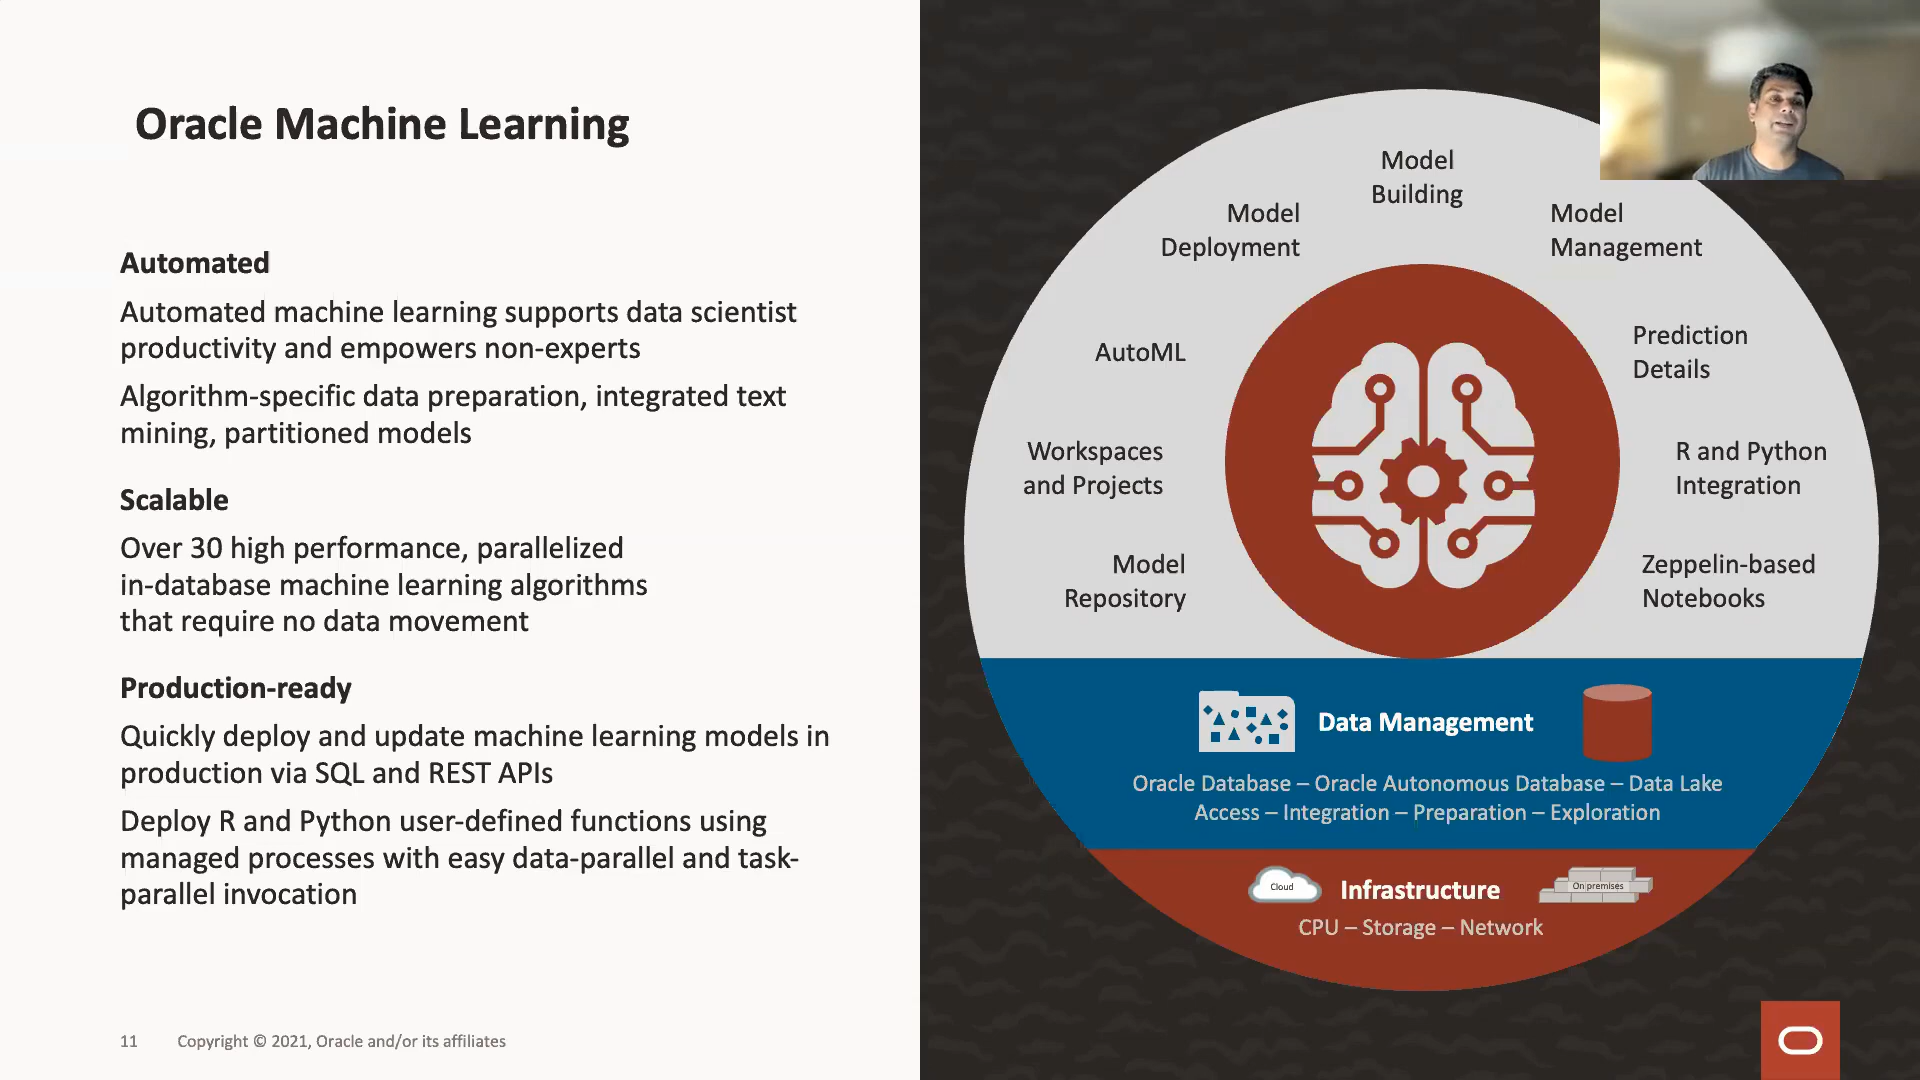 Oracle Machine Learning
Automated
Automated machine learning supports data scientist
productivity and empowers non-experts
Algorithm-specific data preparation, integrated text
mining, partitioned models
Scalable
Over 30 high performance, parallelized
in-database machine learning algorithms
that require no data movement
Production-ready
Quickly deploy and update machine learning models in
production via SQL and REST APIs
Deploy R and Python user-defined functions using
managed processes with easy data-parallel and task-
parallel invocation
11 Copyright © 2021, Oracle and/or its affiliates
Model
Building
Model
Deployment
Model
Management
AutoML
Prediction
Details
Workspaces
and Projects
R and Python
Integration
Model
Repository
Zeppelin-based
Notebooks
Data Management
Oracle Database – Oracle Autonomous Database – Data Lake
Access – Integration – Preparation – Exploration
Cloud
Infrastructure
On premises
CPU – Storage – Network